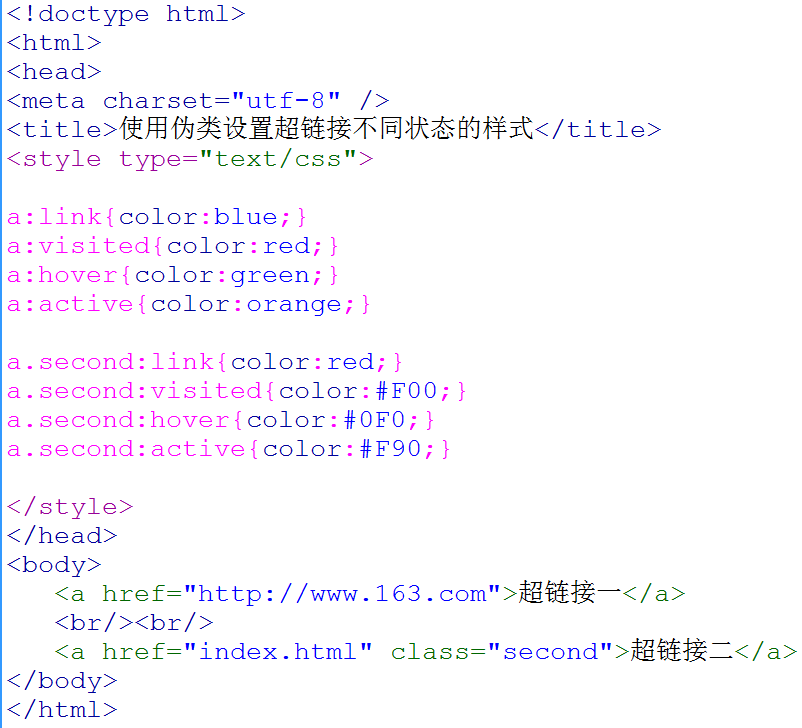 <!doctype html>
<html>
<head>
<meta charset="utf-8" />
<title>使用伪类设置超链接不同状态的样式</title>
<style type="text/css">
a:link{color:blue;}
a:visited{color:red;}
a:hover{color:green;}
a:active{color:orange;}
a.second:link{color:red;}
a.second:visited{color:#F00;}
a.second:hover{color:#0F0;}
a.second:active{color:#F90;}
</style>
</head>
<body>
<a href="http://www.163.com">超链接一</a>
<br/><br/>
<a href="index.html" class="second">超链接二</a>
</body>
</html>